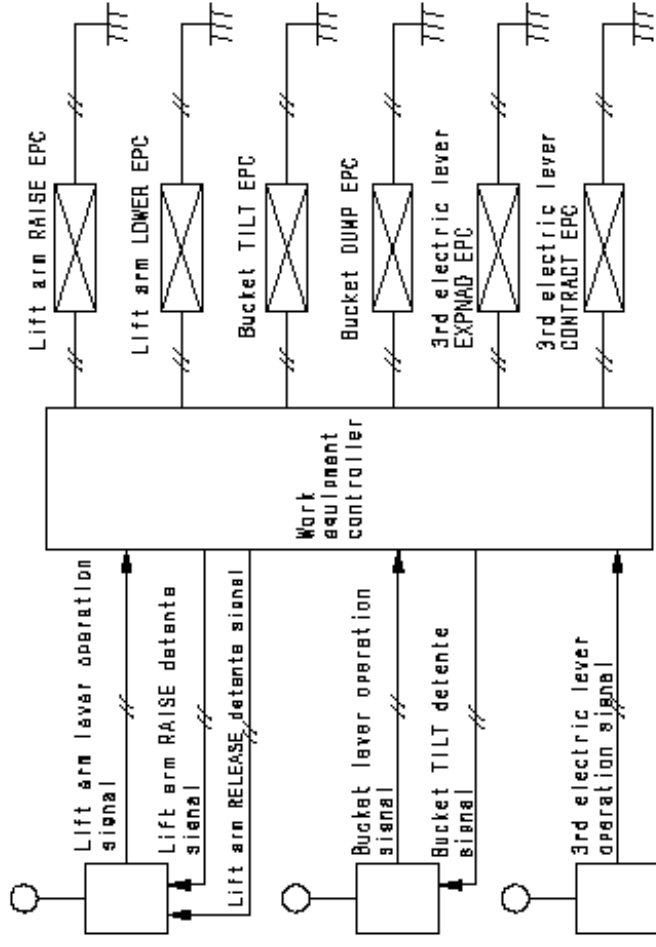 Lift arm lever operation
signal
Lift arm RAISE detente
signal
Lift arm RELEASE detente signal
Bucket lever operation
signal
Bucket TILT detente
signal
3rd electric lever
operation signal
Work
equipment
controller
Lift arm RAISE EPC
Lift arm LOWER EPC
Bucket TILT EPC
Bucket DUMP EPC
3rd electric lever
EXPNAD EPC
3rd electric lever
CONTRACT EPC